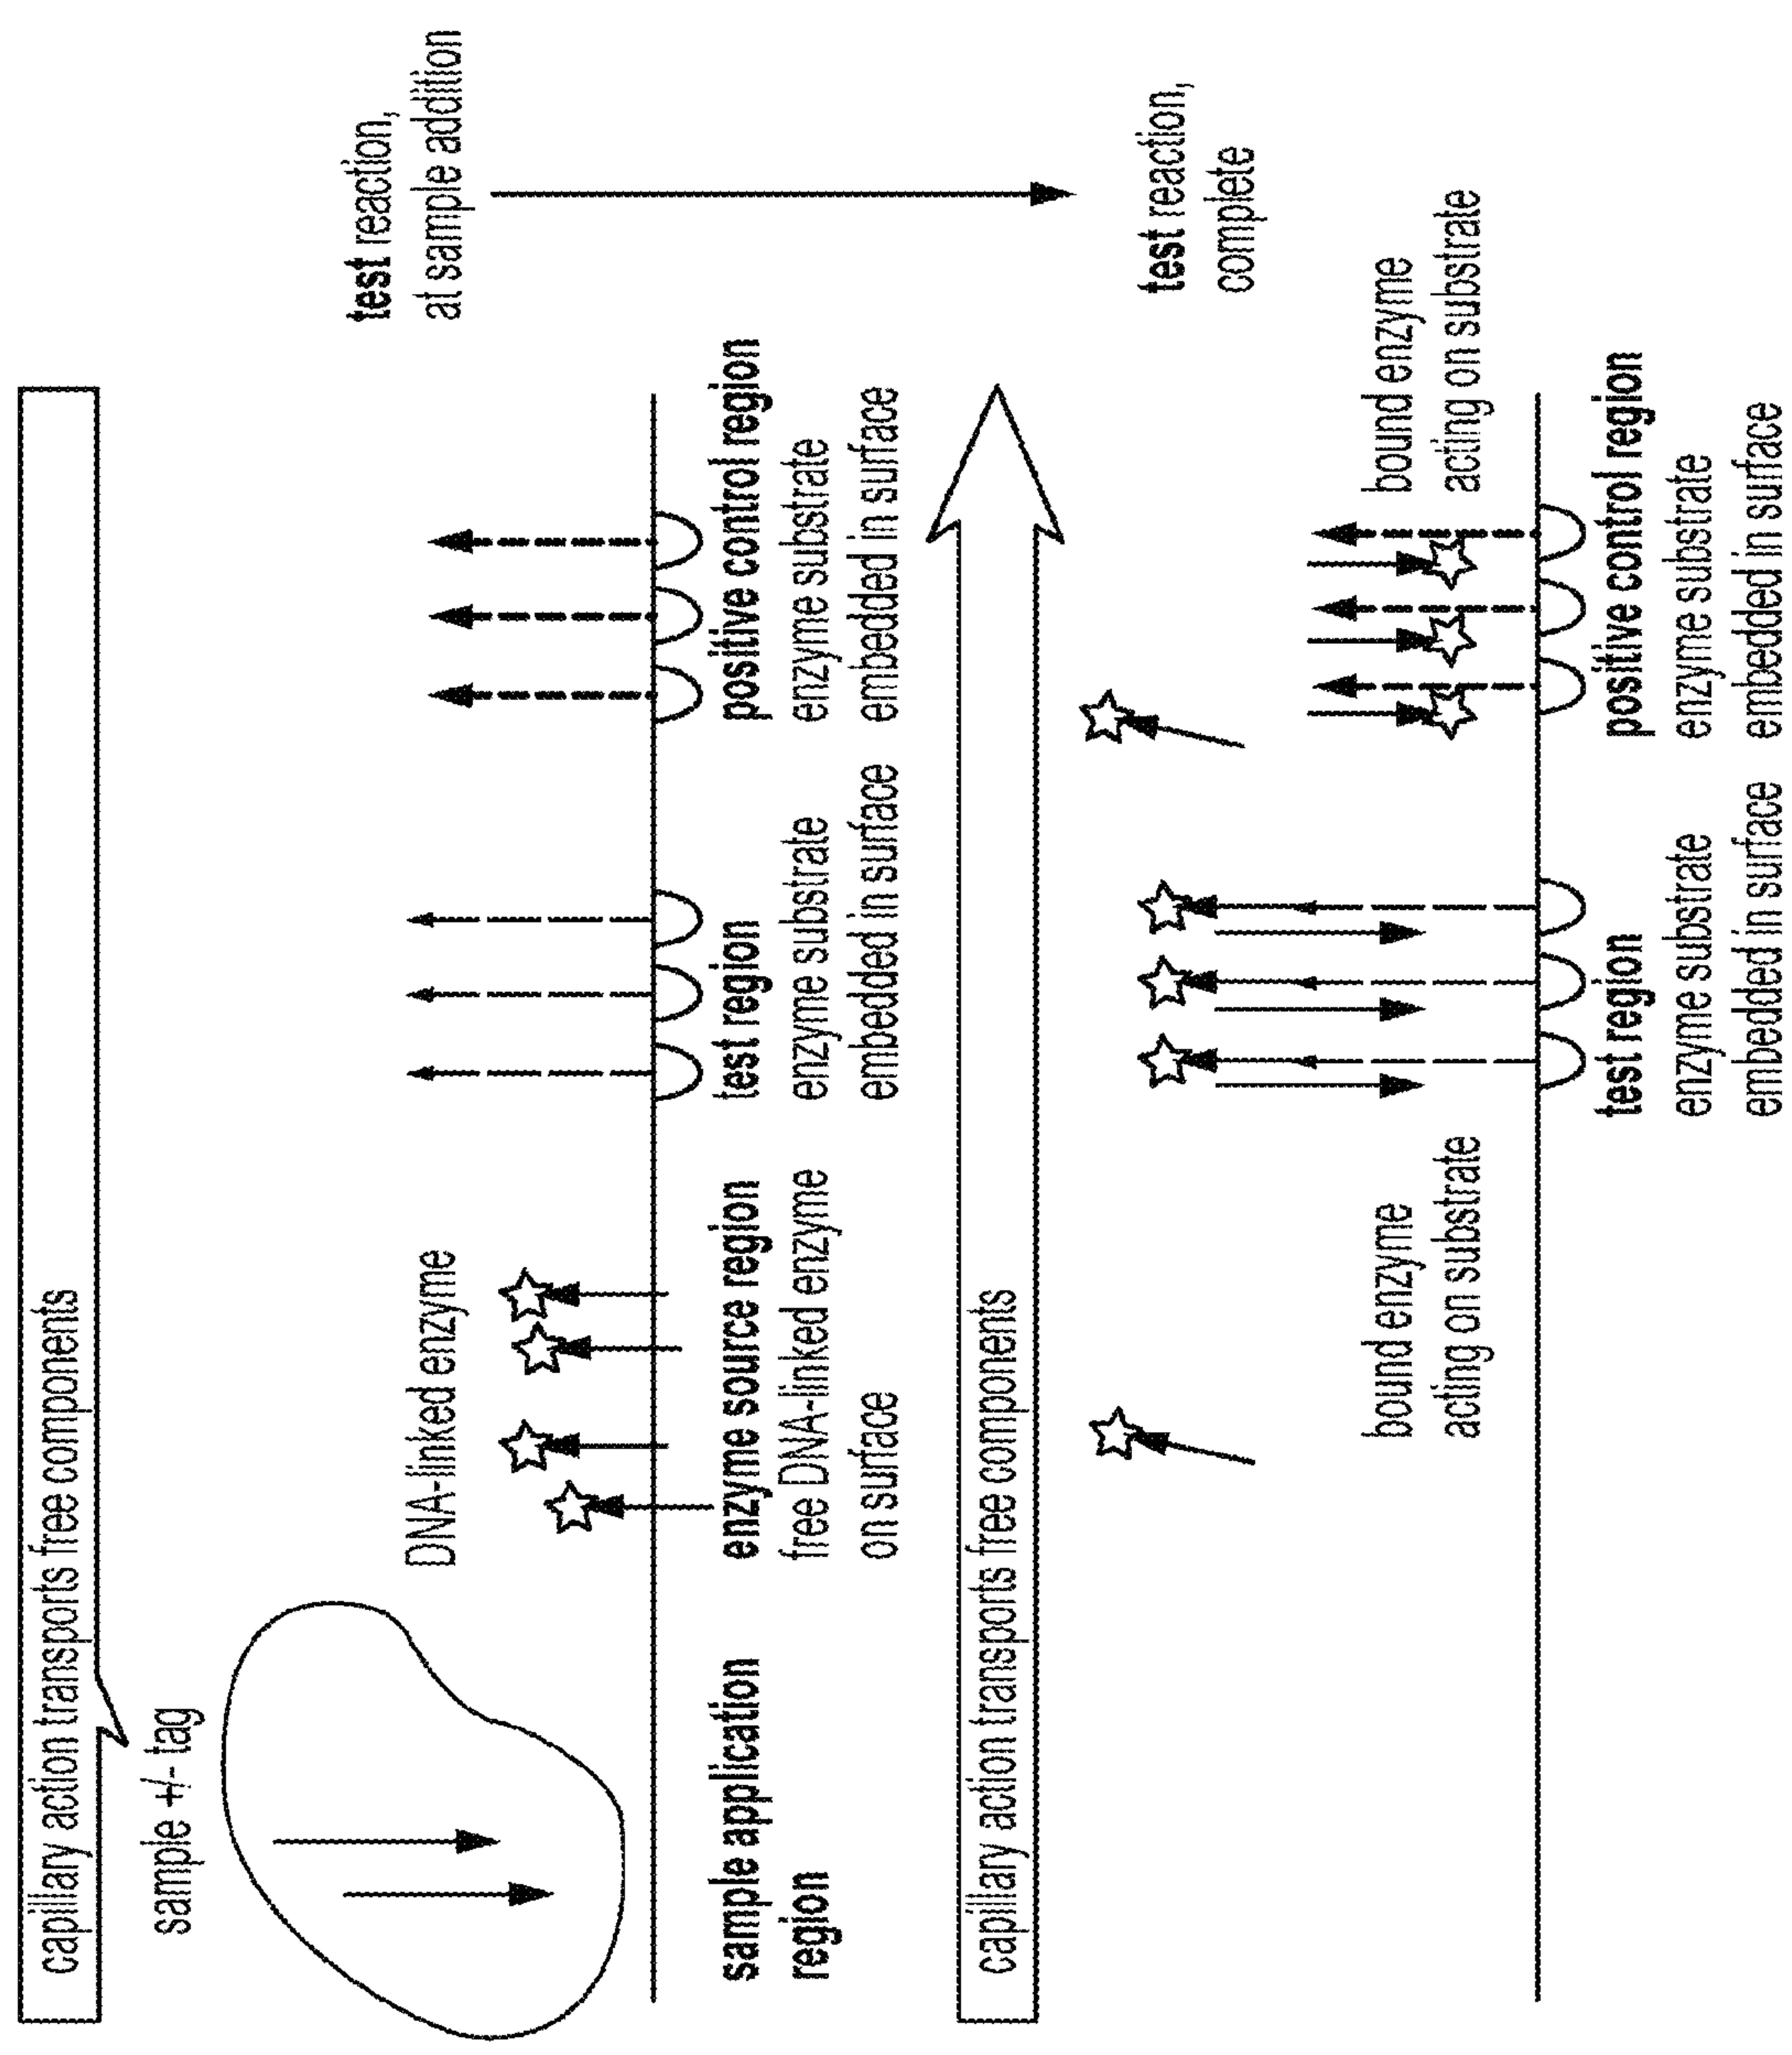 capillary action transports free components
sample +/- tag
test reaction,
at sample addition
DNA-linked enzyme
sample application
region
enzyme source region
free DNA-linked enzyme
on surface
test region
enzyme substrate
embedded in surface
positive control region
enzyme substrate
embedded in surface
capillary action transports free components
test reaction,
complete
bound enzyme
acting on substrate
bound enzyme
acting on substrate
test region
enzyme substrate
embedded in surface
positive control region
enzyme substrate
embedded in surface